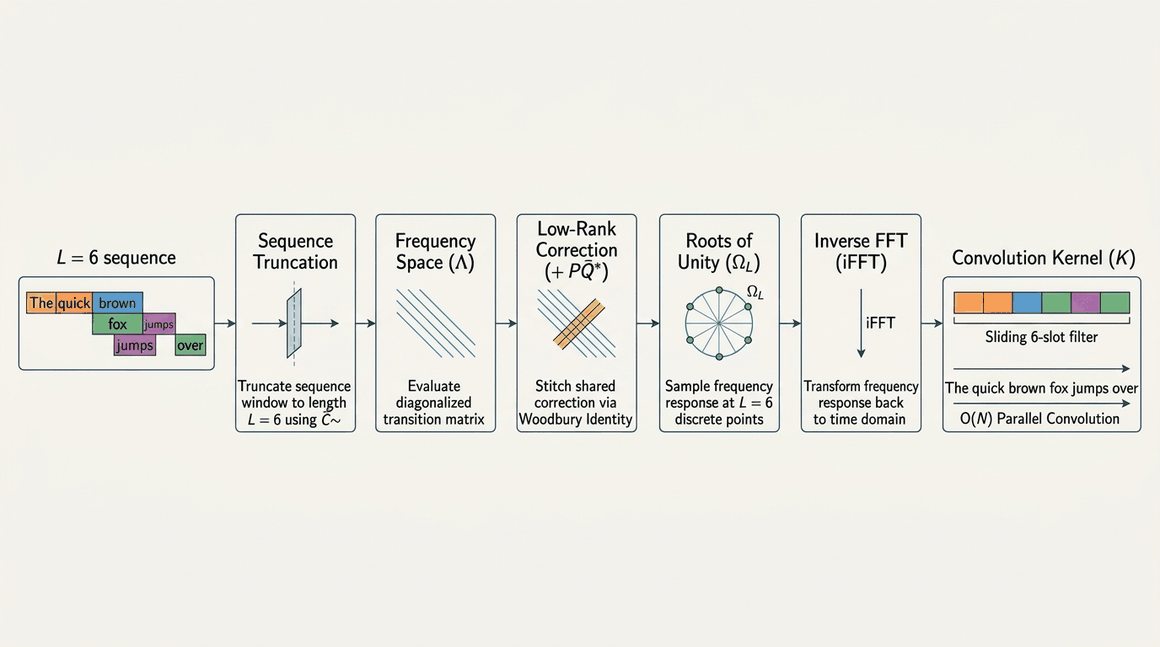 L = 6 sequence
The quick brown
fox jumps
jumps over
Sequence
Truncation
Truncate sequence
window to length
L = 6 using C̃~
Frequency
Space (Λ)
Evaluate
diagonalized
transition matrix
Low-Rank
Correction
(+ PQ̄*)
Stitch shared
correction via
Woodbury Identity
Roots of
Unity (Ω_L)
Ω_L
Sample frequency
response at L = 6
discrete points
Inverse FFT
(iFFT)
iFFT
Transform frequency
response back
to time domain
Convolution Kernel (K)
Sliding 6-slot filter
The quick brown fox jumps over
O(N) Parallel Convolution